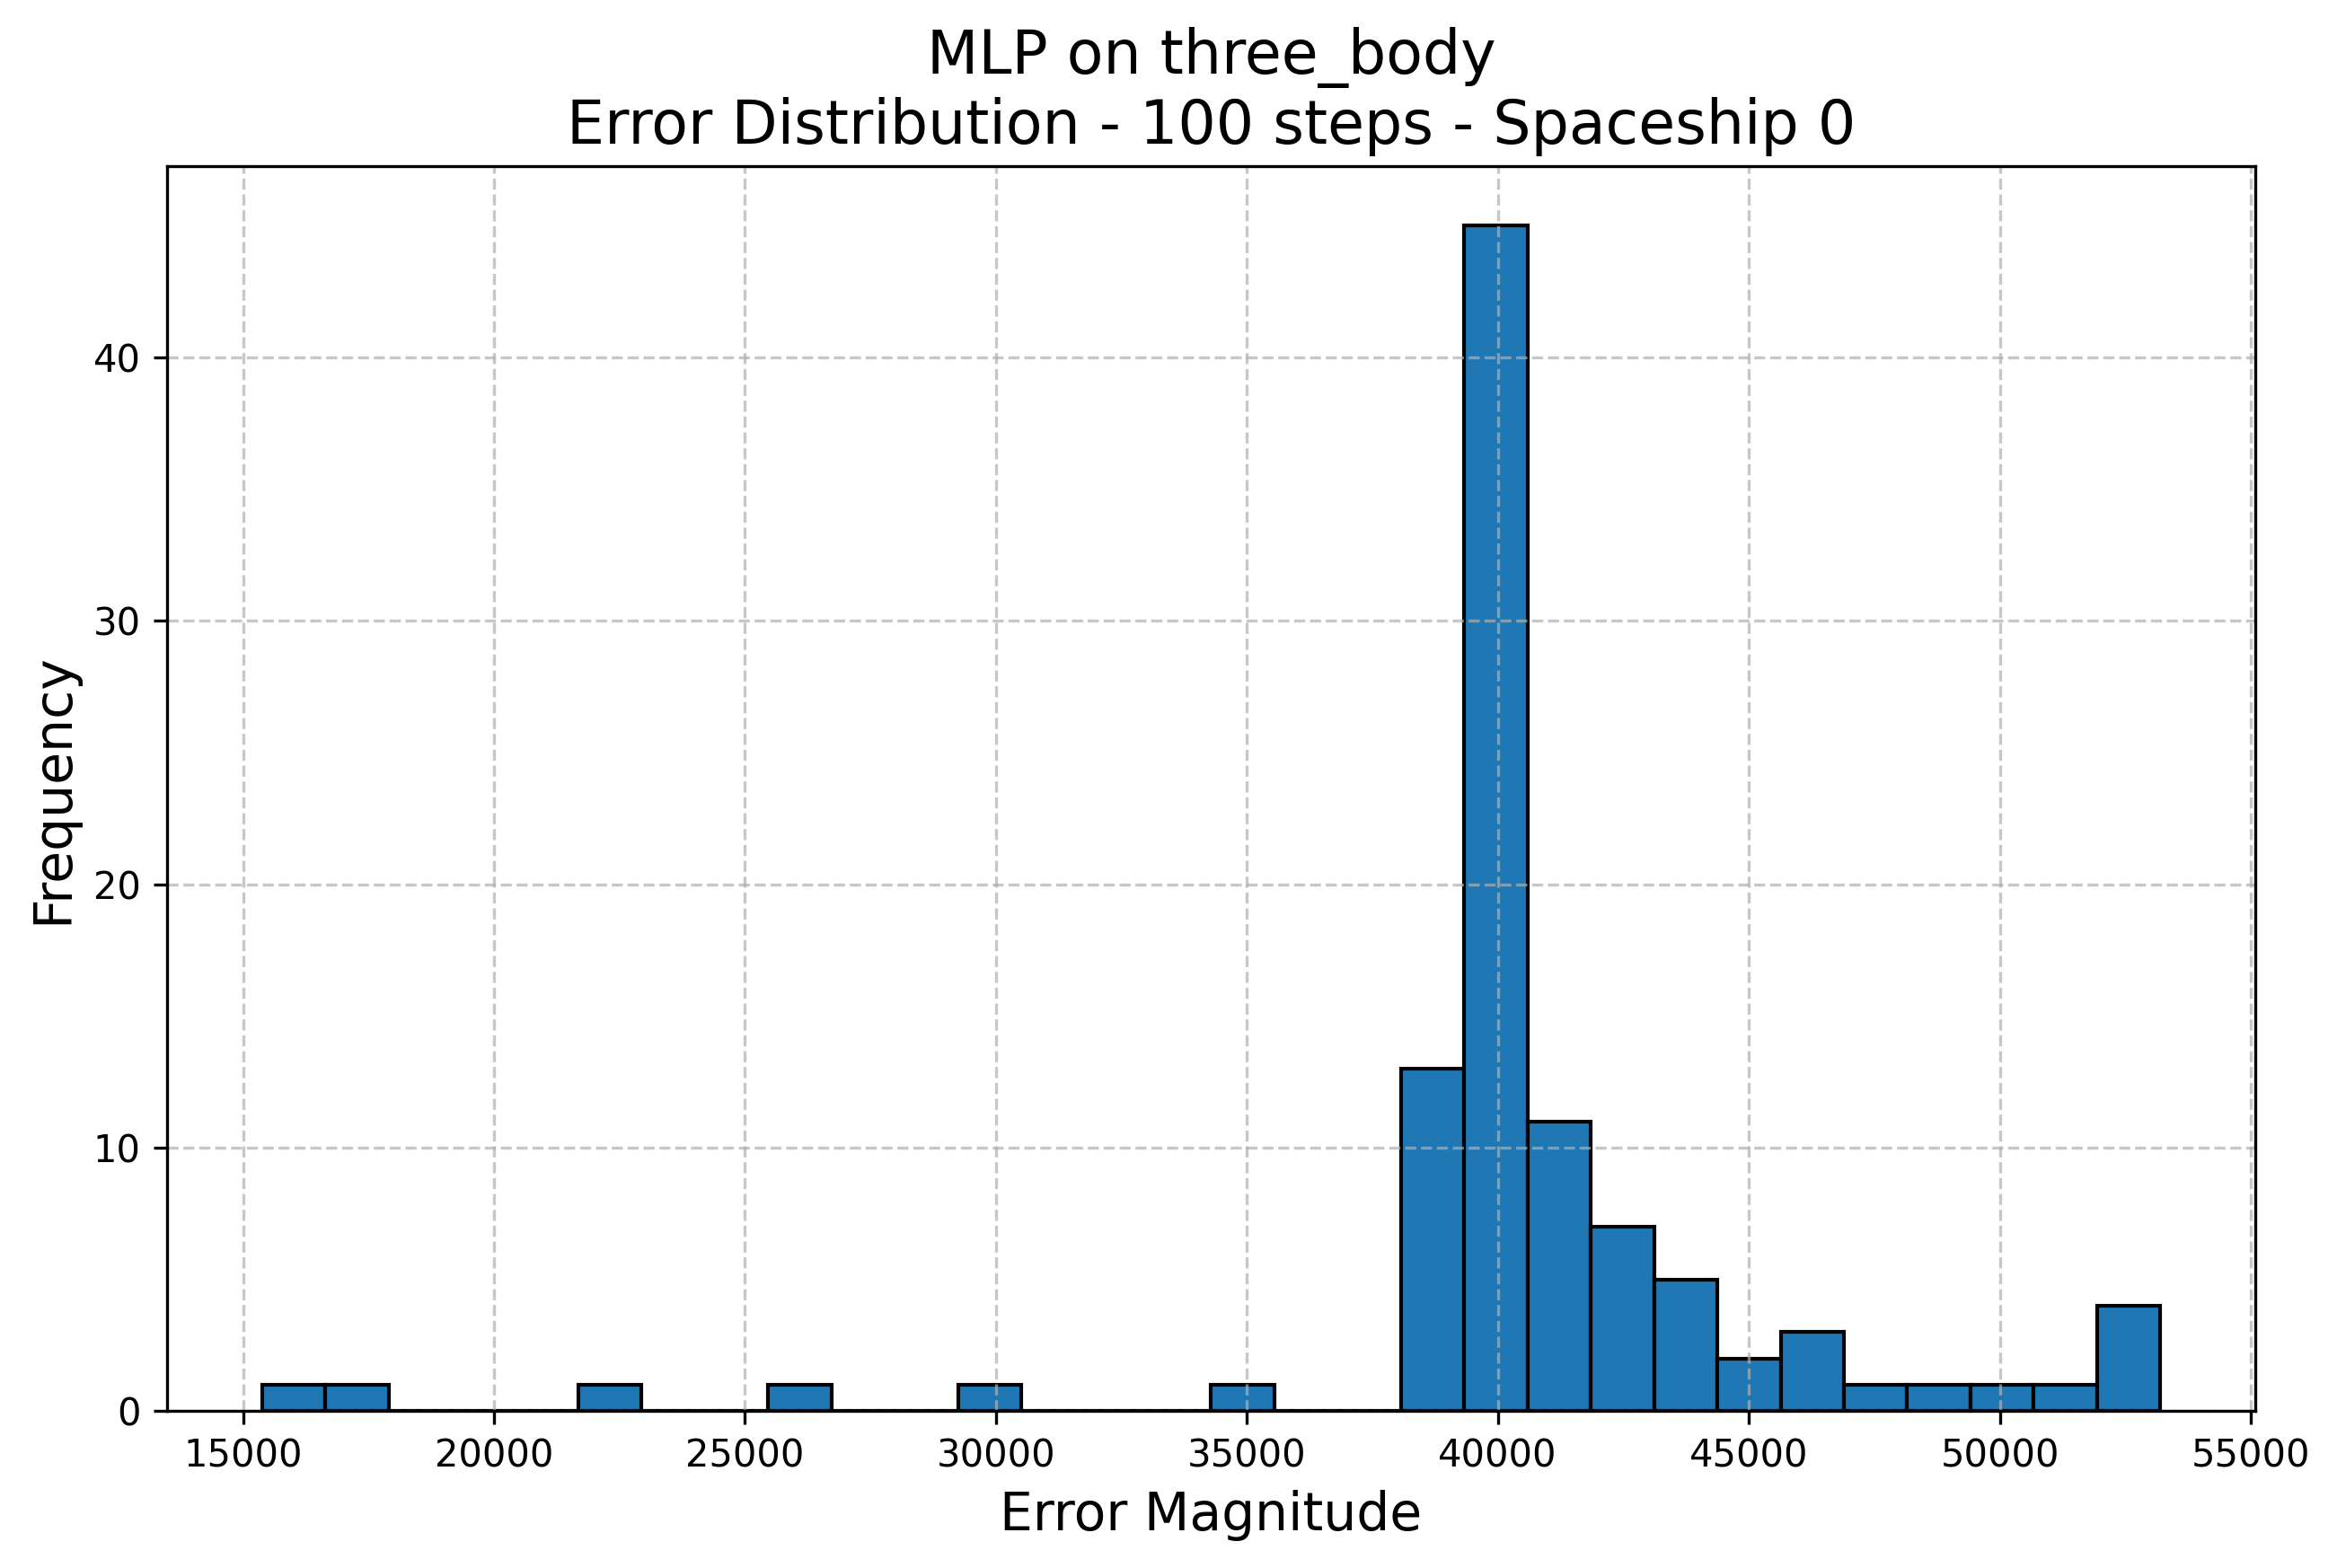 MLP on three_body
Error Distribution - 100 steps - Spaceship 0
Frequency
40
30
20
10
0
15000 20000 25000 30000 35000 40000 45000 50000 55000
Error Magnitude